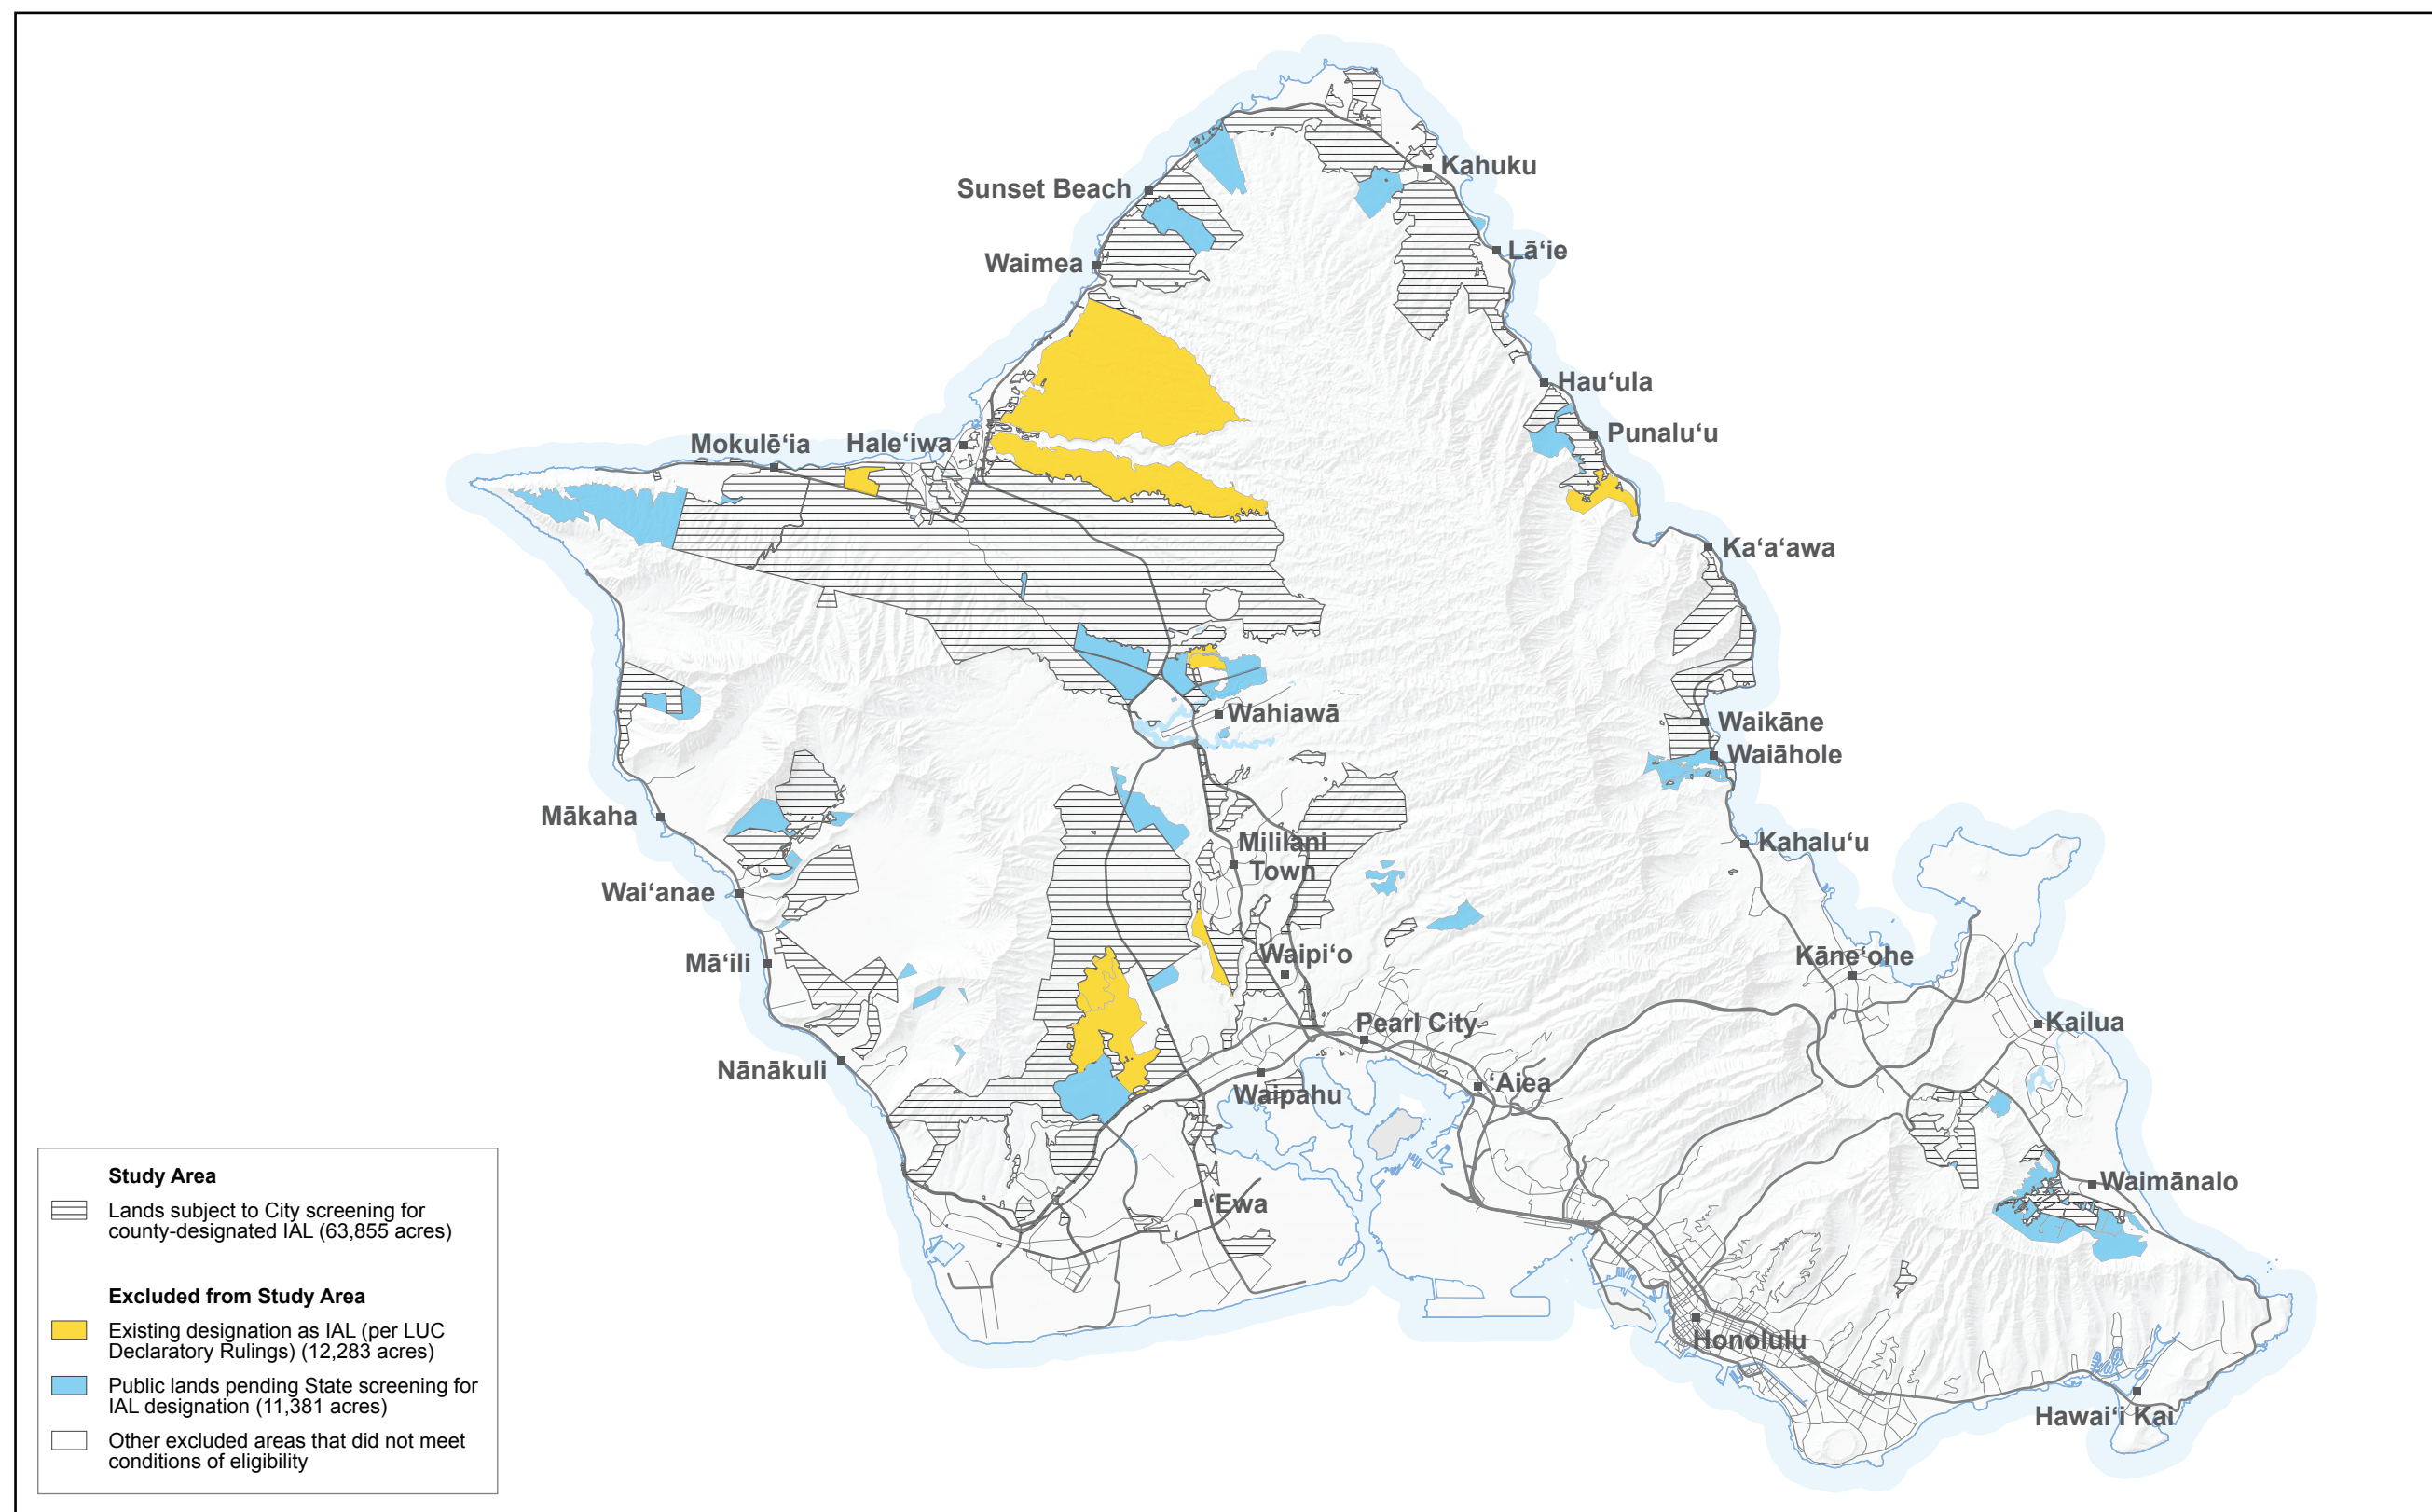 Kahuku
Sunset Beach
Lāʻie
Waimea
Hauʻula
Punaluʻu
Mokulēʻia
Haleʻiwa
Kaʻaʻawa
Wahiawā
Waikāne
Waiāhole
Mākaha
Mililani
Town
Kahaluʻu
Waiʻanae
Waipiʻo
Kāneʻohe
Māʻili
Pearl City
Kailua
Nānākuli
Waipahu
ʻAiea
Waimānalo
ʻEwa
Honolulu
Hawaiʻi Kai
Study Area
Lands subject to City screening for
county-designated IAL (63,855 acres)
Excluded from Study Area
Existing designation as IAL (per LUC
Declaratory Rulings) (12,283 acres)
Public lands pending State screening for
IAL designation (11,381 acres)
Other excluded areas that did not meet
conditions of eligibility